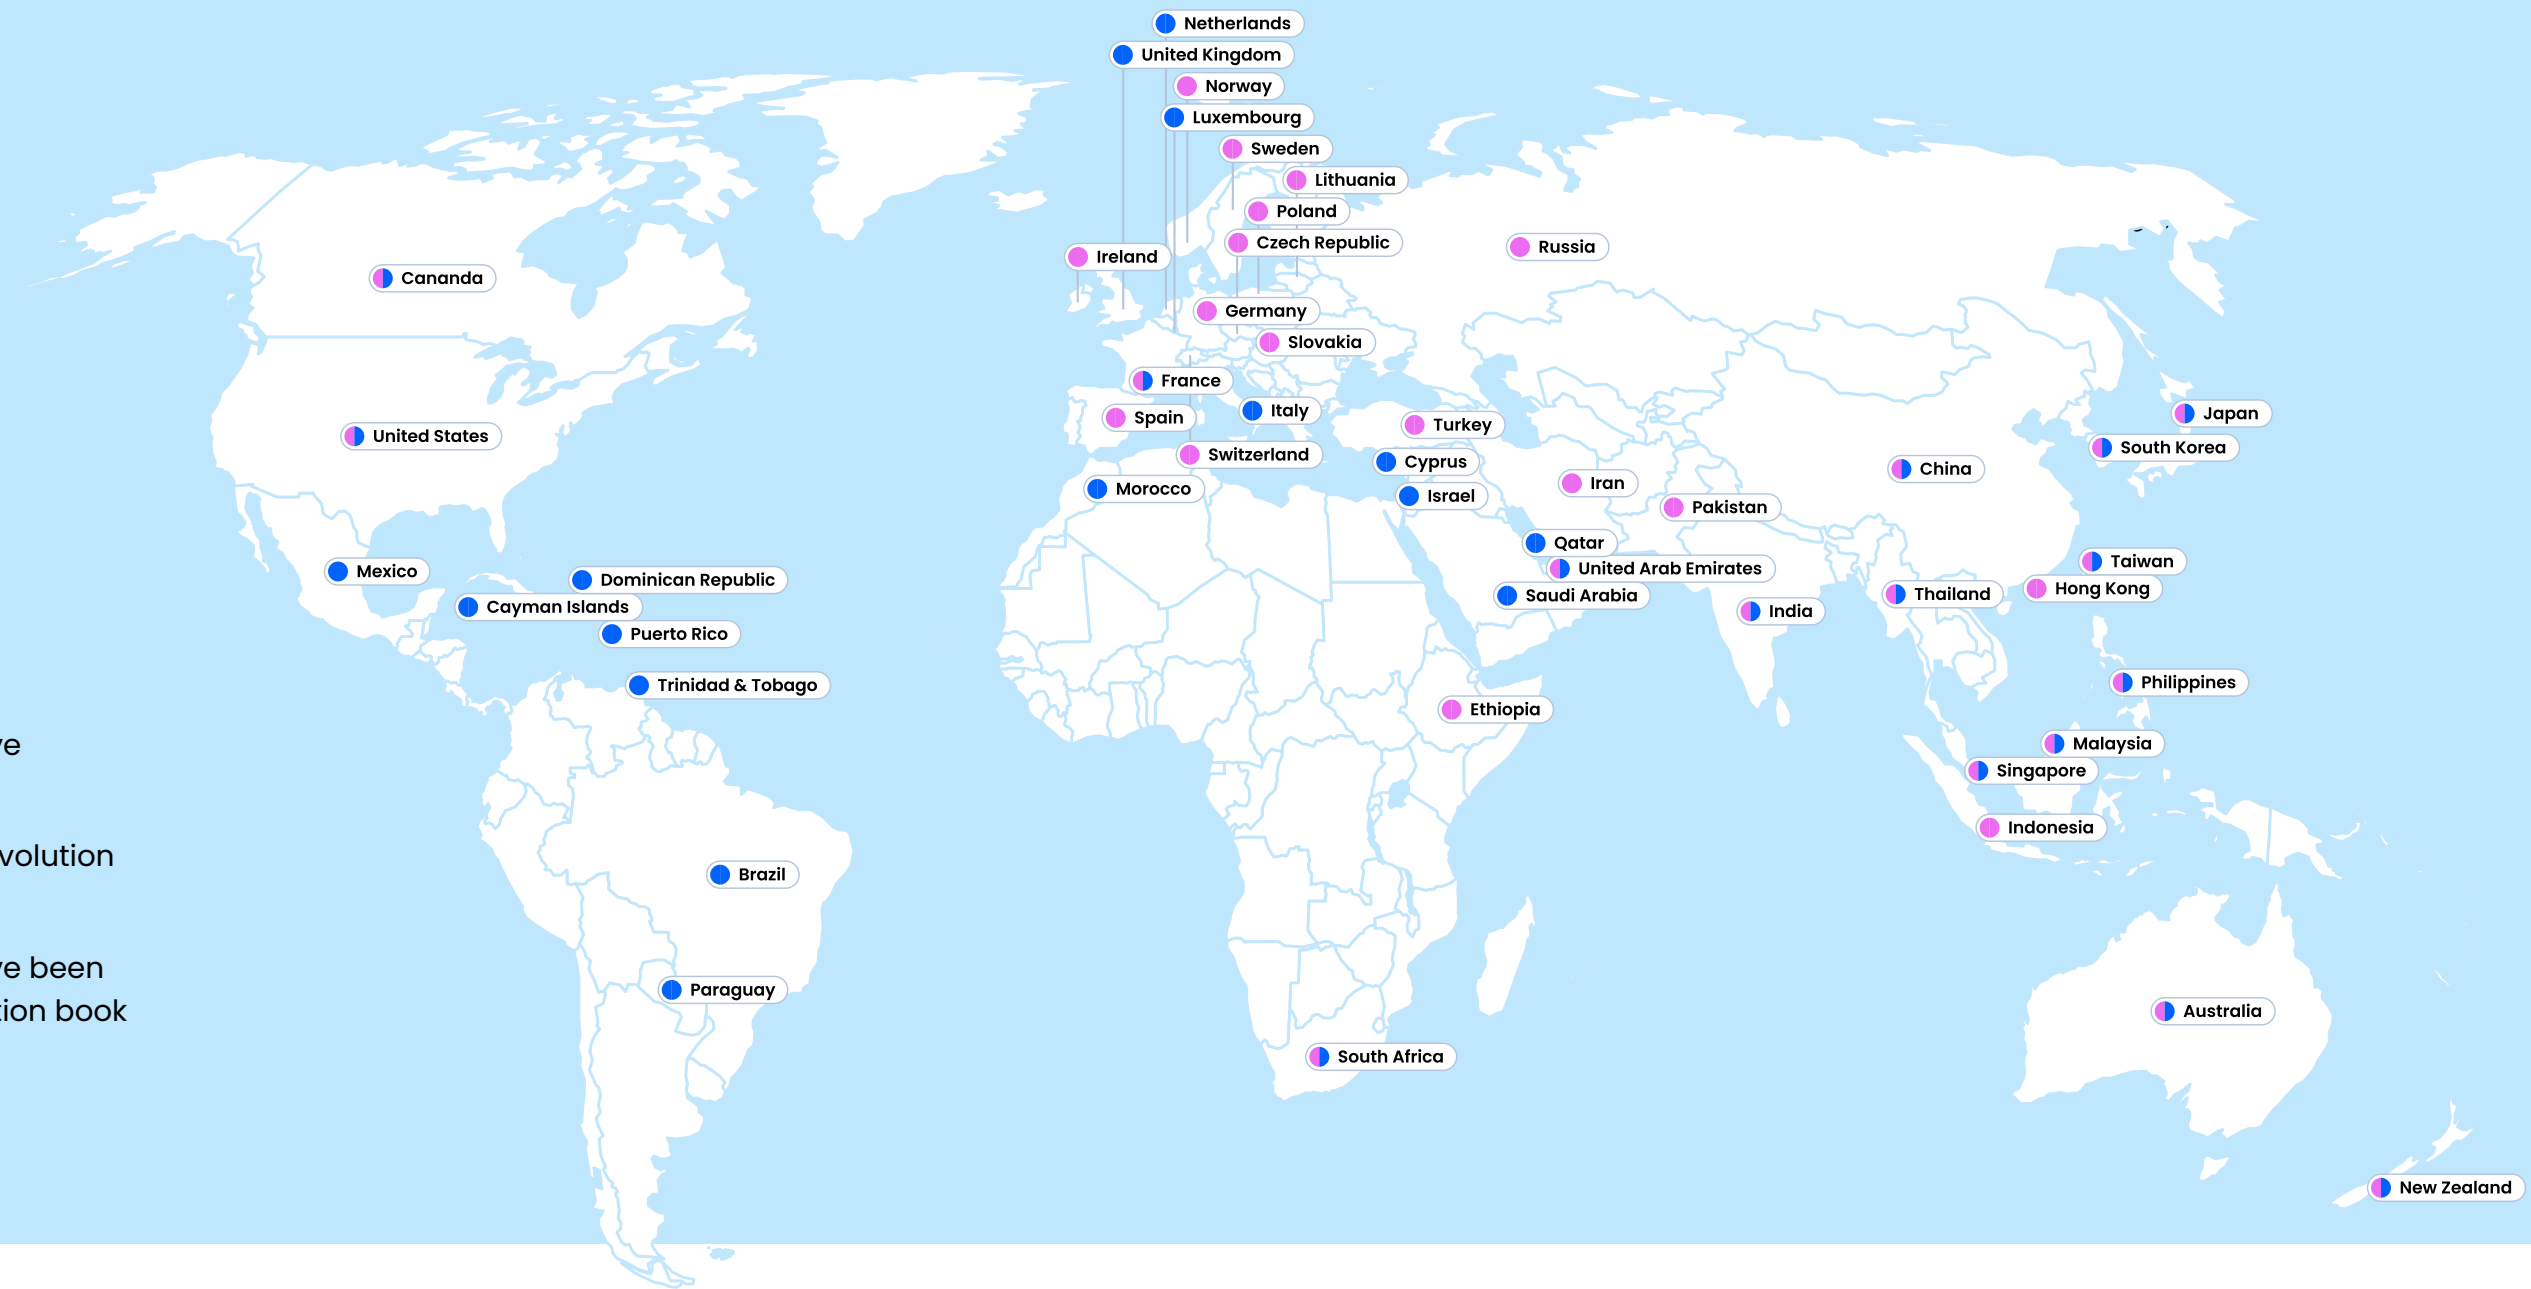 Netherlands
United Kingdom
Norway
Luxembourg
Sweden
Lithuania
Poland
Czech Republic
Russia
Ireland
Cananda
Germany
Slovakia
France
Italy
Spain
Japan
Turkey
United States
South Korea
Switzerland
Cyprus
China
Iran
Morocco
Israel
Pakistan
Qatar
Taiwan
United Arab Emirates
Mexico
Dominican Republic
Hong Kong
Thailand
Saudi Arabia
Cayman Islands
India
Puerto Rico
Philippines
Trinidad & Tobago
Ethiopia
Malaysia
ve
Singapore
Indonesia
volution
Brazil
ve been
Paraguay
tion book
Australia
South Africa
New Zealand